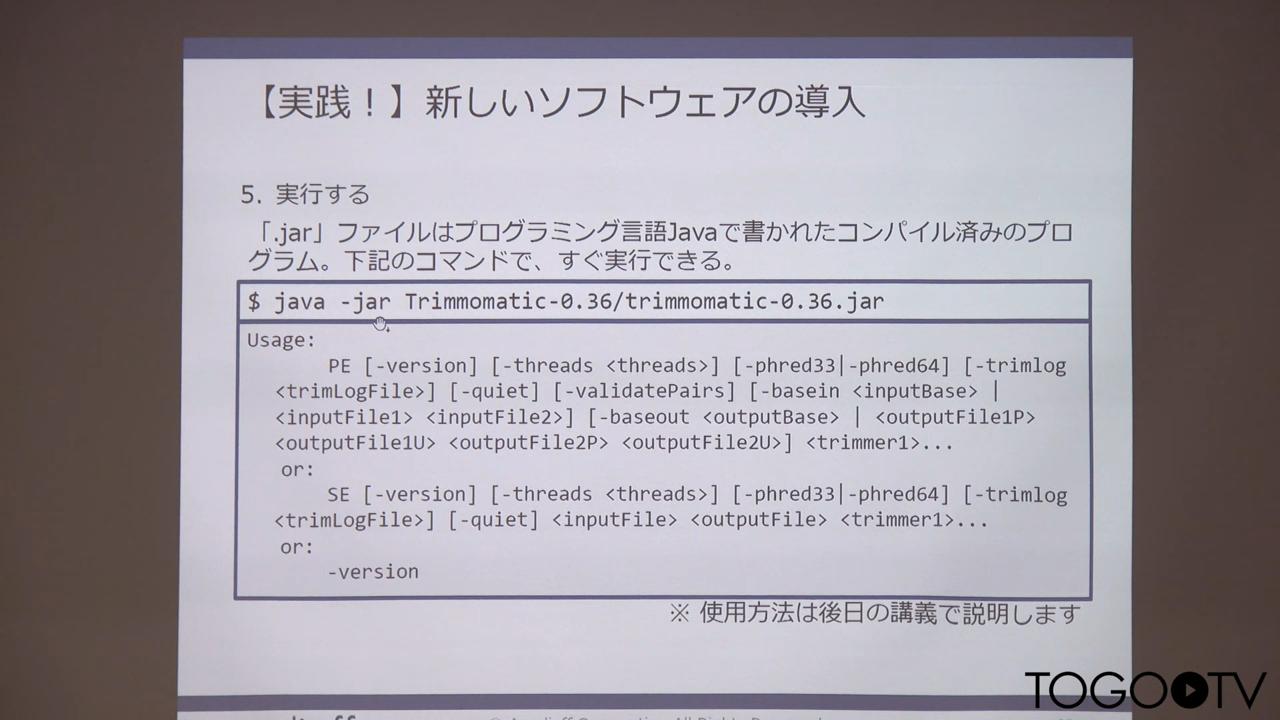 【実践！】新しいソフトウェアの導入
5. 実行する
「.jar」ファイルはプログラミング言語Javaで書かれたコンパイル済みのプロ
グラム。下記のコマンドで、すぐ実行できる。
$ java -jar Trimmomatic-0.36/trimmomatic-0.36.jar
Usage:
PE [-version] [-threads <threads>] [-phred33|-phred64] [-trimlog
<trimLogFile>] [-quiet] [-validatePairs] [-basein <inputBase> |
<inputFile1> <inputFile2>] [-baseout <outputBase> | <outputFile1P>
<outputFile1U> <outputFile2P> <outputFile2U>] <trimmer1>...
or:
SE [-version] [-threads <threads>] [-phred33|-phred64] [-trimlog
<trimLogFile>] [-quiet] <inputFile> <outputFile> <trimmer1>...
or:
-version
※ 使用方法は後日の講義で説明します
TOGOTV